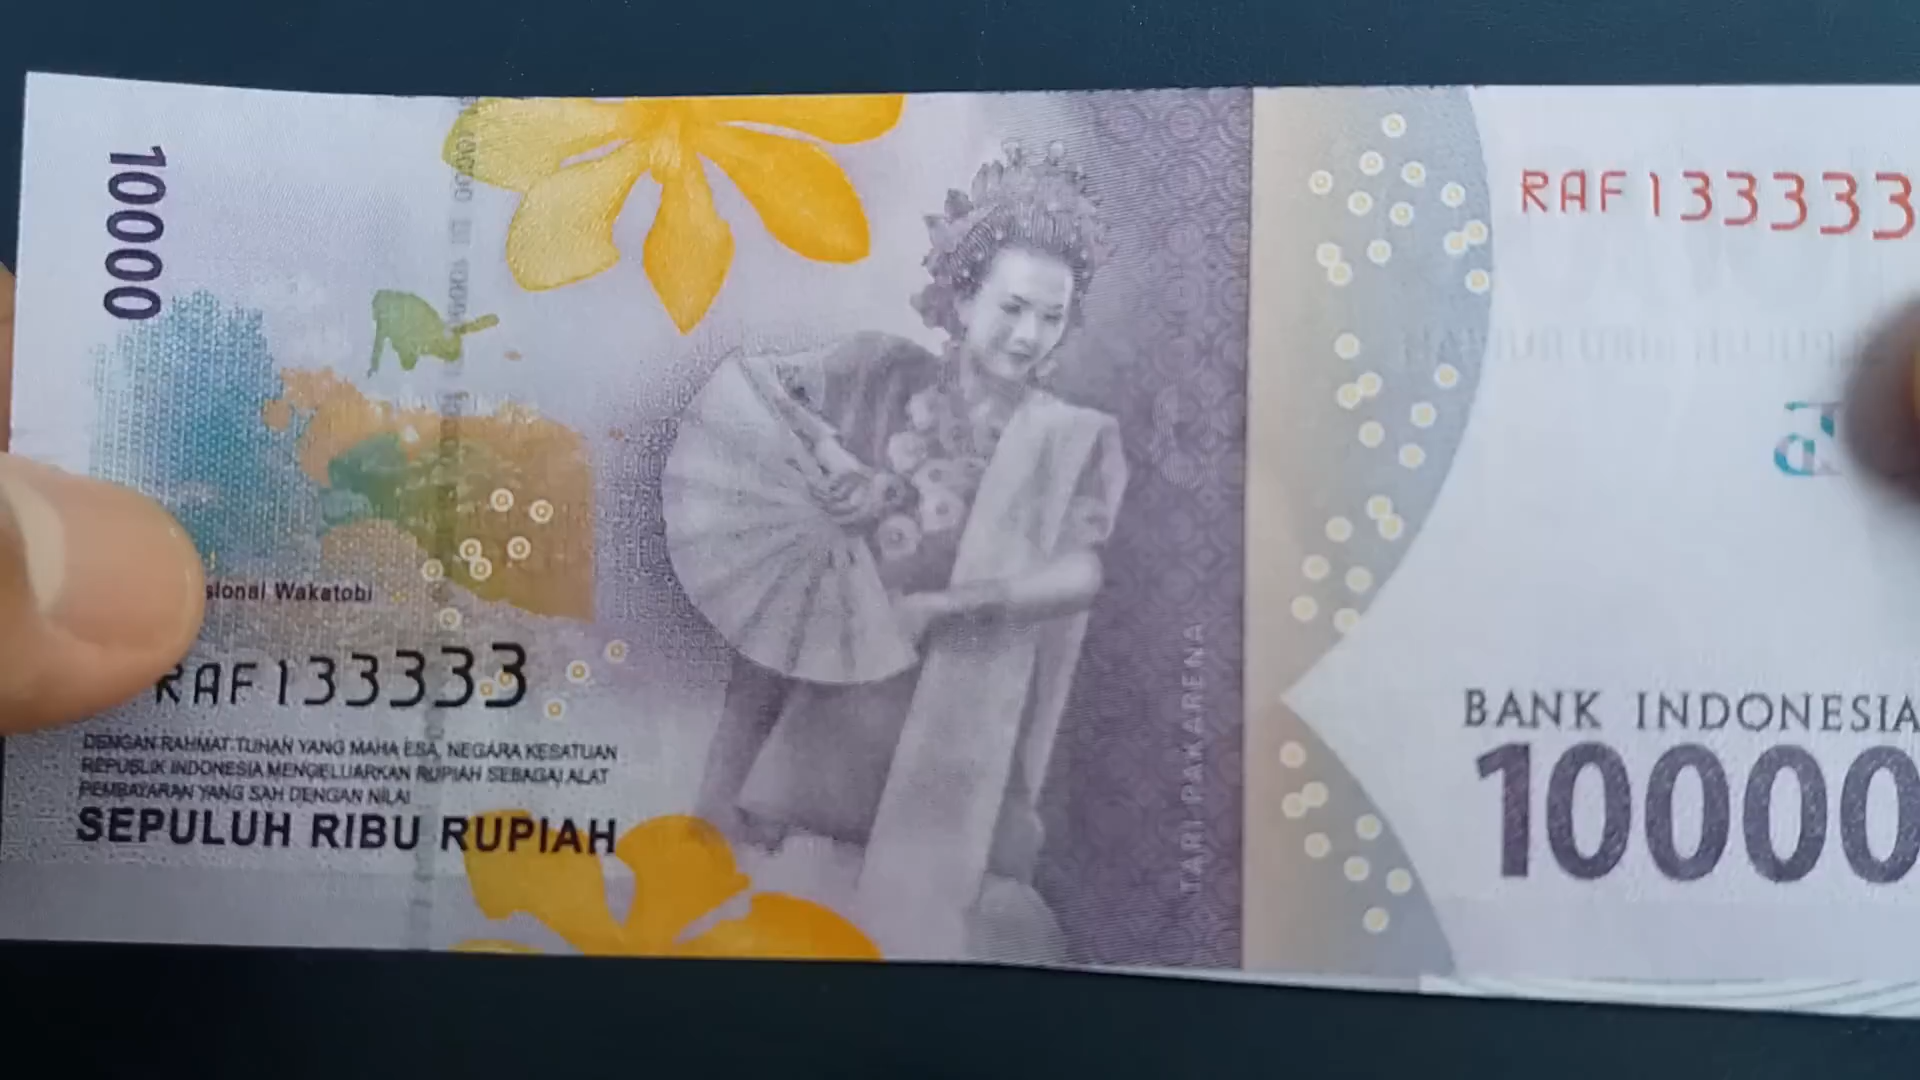 10000
sional Wakatobi
RAF133333
DENGAN RAHMAT TUHAN YANG MAHA ESA, NEGARA KESATUAN
REPUBLIK INDONESIA MENGELUARKAN RUPIAH SEBAGAI ALAT
PEMBAYARAN YANG SAH DENGAN NILAI
SEPULUH RIBU RUPIAH
TARI PAKARENA
RAF133333
BANK INDONESIA
10000